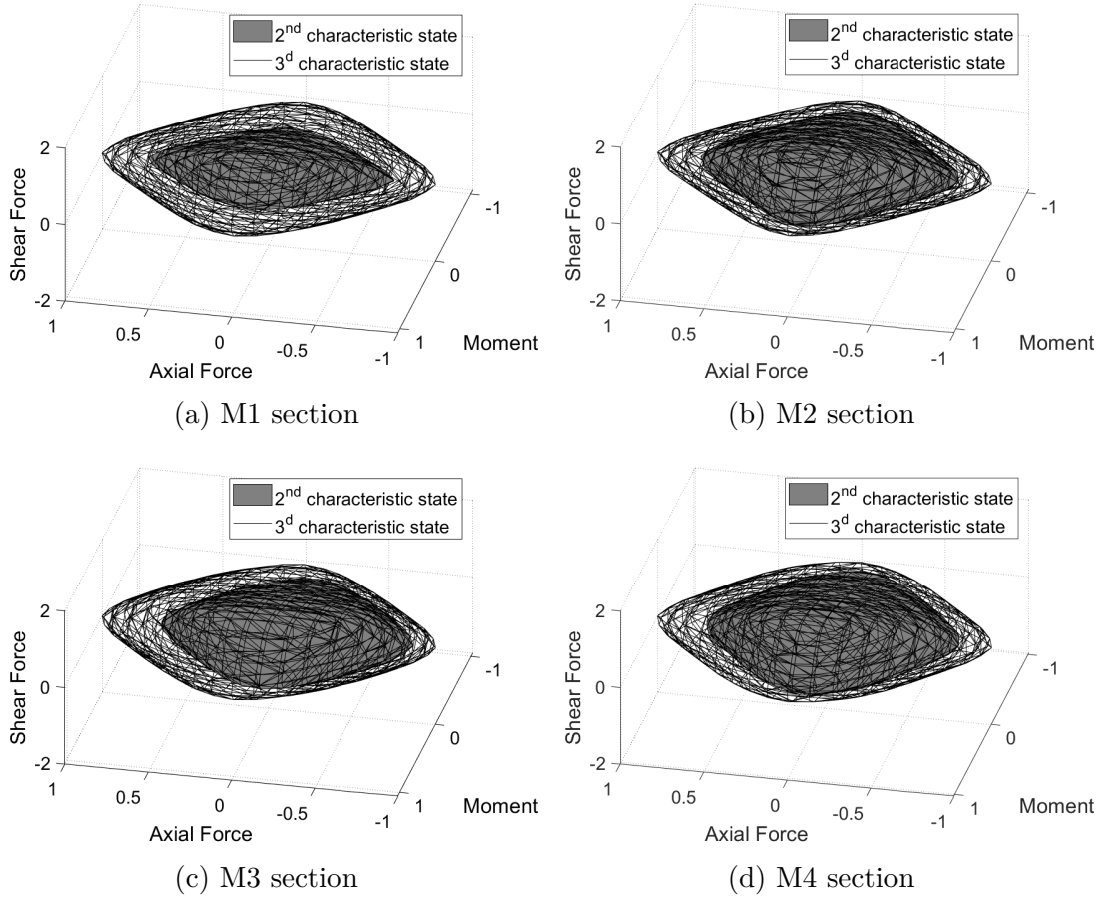 2nd characteristic state
3d characteristic state
2
0
-2
Shear Force
1
0.5
0
-0.5
-1
Axial Force
-1
0
1
Moment
(a) M1 section
2nd characteristic state
3d characteristic state
2
0
-2
Shear Force
1
0.5
0
-0.5
-1
Axial Force
-1
0
1
Moment
(b) M2 section
2nd characteristic state
3d characteristic state
2
0
-2
Shear Force
1
0.5
0
-0.5
-1
Axial Force
-1
0
1
Moment
(c) M3 section
2nd characteristic state
3d characteristic state
2
0
-2
Shear Force
1
0.5
0
-0.5
-1
Axial Force
-1
0
1
Moment
(d) M4 section